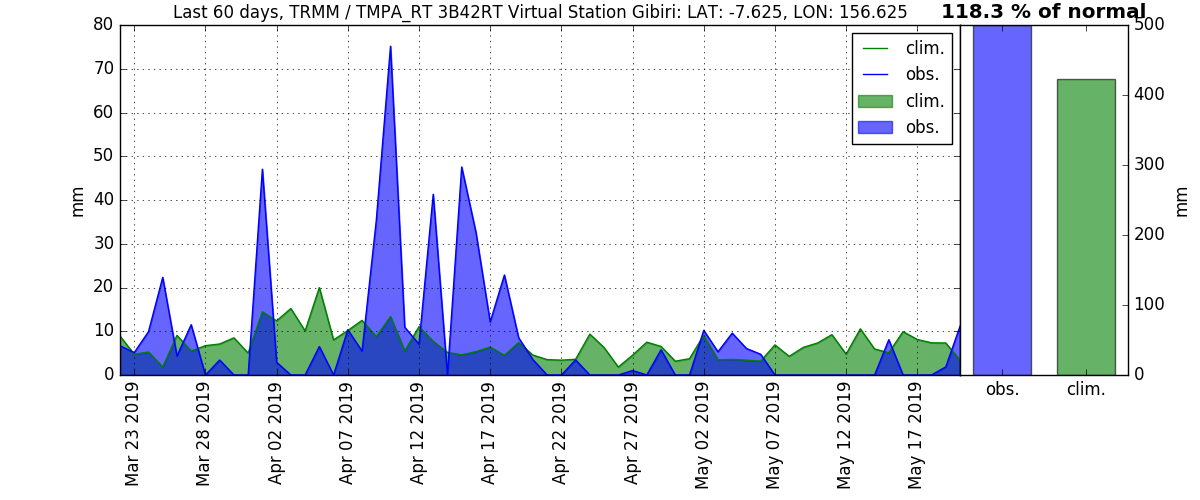 Last 60 days, TRMM / TMPA_RT 3B42RT Virtual Station Gibiri: LAT: -7.625, LON: 156.625
118.3 % of normal
80
70
60
50
40
30
20
10
0
mm
clim.
obs.
clim.
obs.
500
400
300
200
100
0
mm
obs.
clim.
Mar 23 2019
Mar 28 2019
Apr 02 2019
Apr 07 2019
Apr 12 2019
Apr 17 2019
Apr 22 2019
Apr 27 2019
May 02 2019
May 07 2019
May 12 2019
May 17 2019